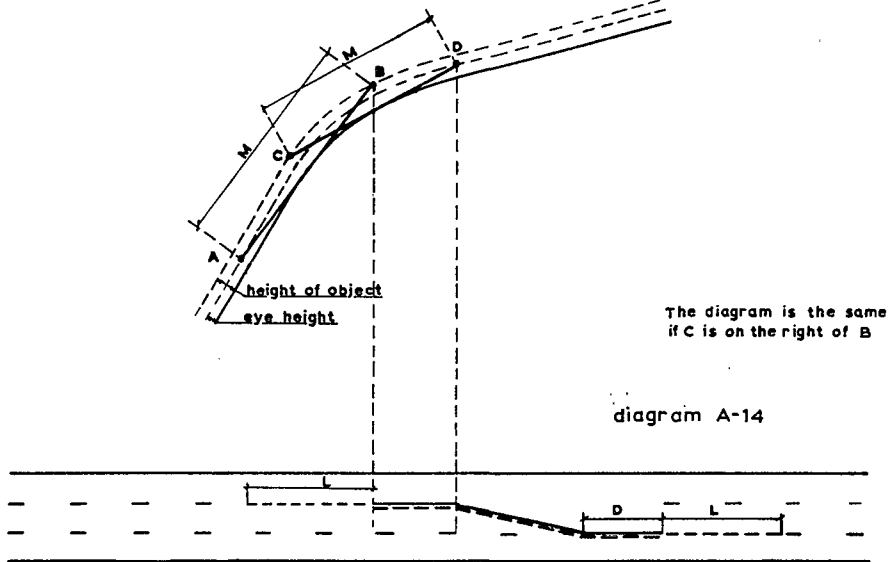 M
D
B
M
C
A
height of object
eye height
The diagram is the same
if C is on the right of B
diagram A-14
L
D
L